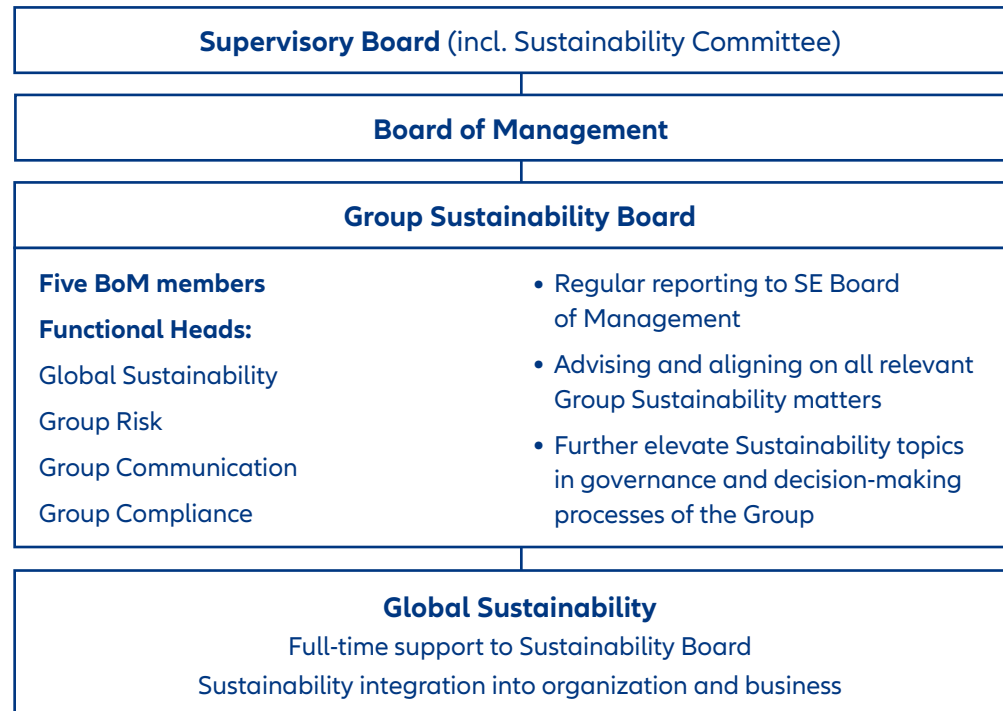 Supervisory Board (incl. Sustainability Committee)
Board of Management
Group Sustainability Board
Five BoM members
Functional Heads:
Global Sustainability
Group Risk
Group Communication
Group Compliance
• Regular reporting to SE Board
of Management
• Advising and aligning on all relevant
Group Sustainability matters
• Further elevate Sustainability topics
in governance and decision-making
processes of the Group
Global Sustainability
Full-time support to Sustainability Board
Sustainability integration into organization and business